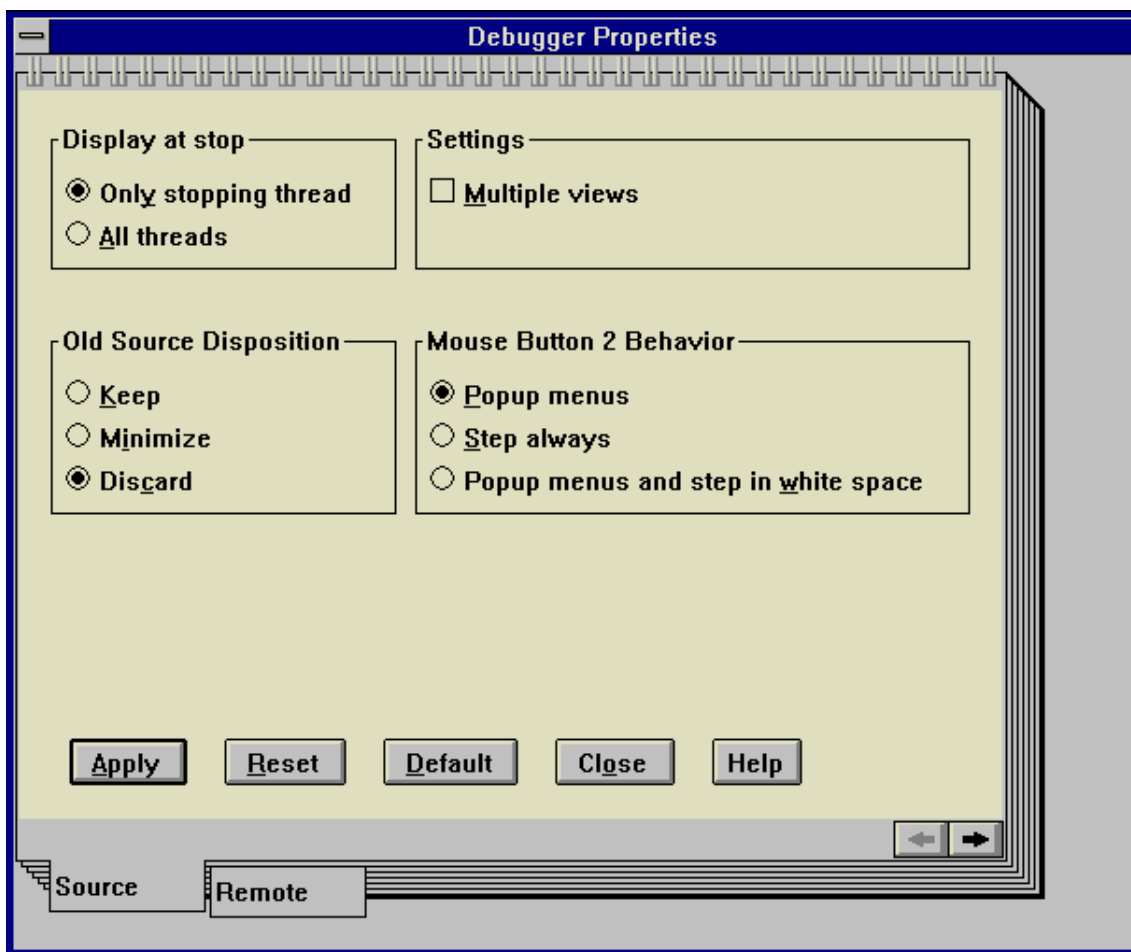 Debugger Properties
Display at stop
Only stopping thread
All threads
Settings
Multiple views
Old Source Disposition
Keep
Minimize
Discard
Mouse Button 2 Behavior
Popup menus
Step always
Popup menus and step in white space
Apply
Reset
Default
Close
Help
Source
Remote